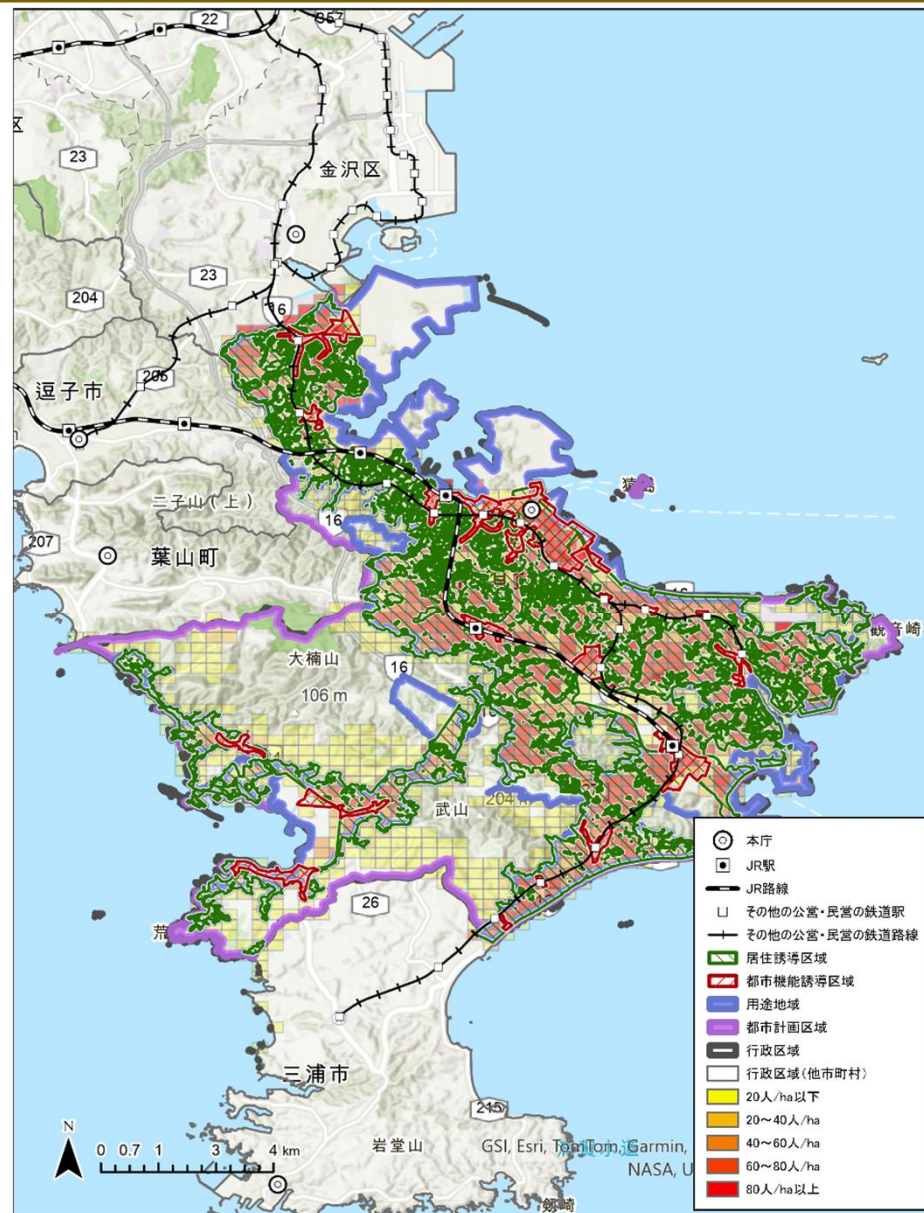 22
357
区
23
金沢区
23
204
16
205
逗子市
猿島
二子山(上)
16
207
葉山町
16
観音崎
大楠山
16
106 m
204 m
武山
26
荒
三浦市
215
岩堂山
GSI, Esri, TomTom, Garmin,
NASA, U
剱崎
N
0 0.7 1 3 4 km
本庁
JR駅
JR路線
その他の公営・民営の鉄道駅
その他の公営・民営の鉄道路線
居住誘導区域
都市機能誘導区域
用途地域
都市計画区域
行政区域
行政区域(他市町村)
20人/ha以下
20～40人/ha
40～60人/ha
60～80人/ha
80人/ha以上